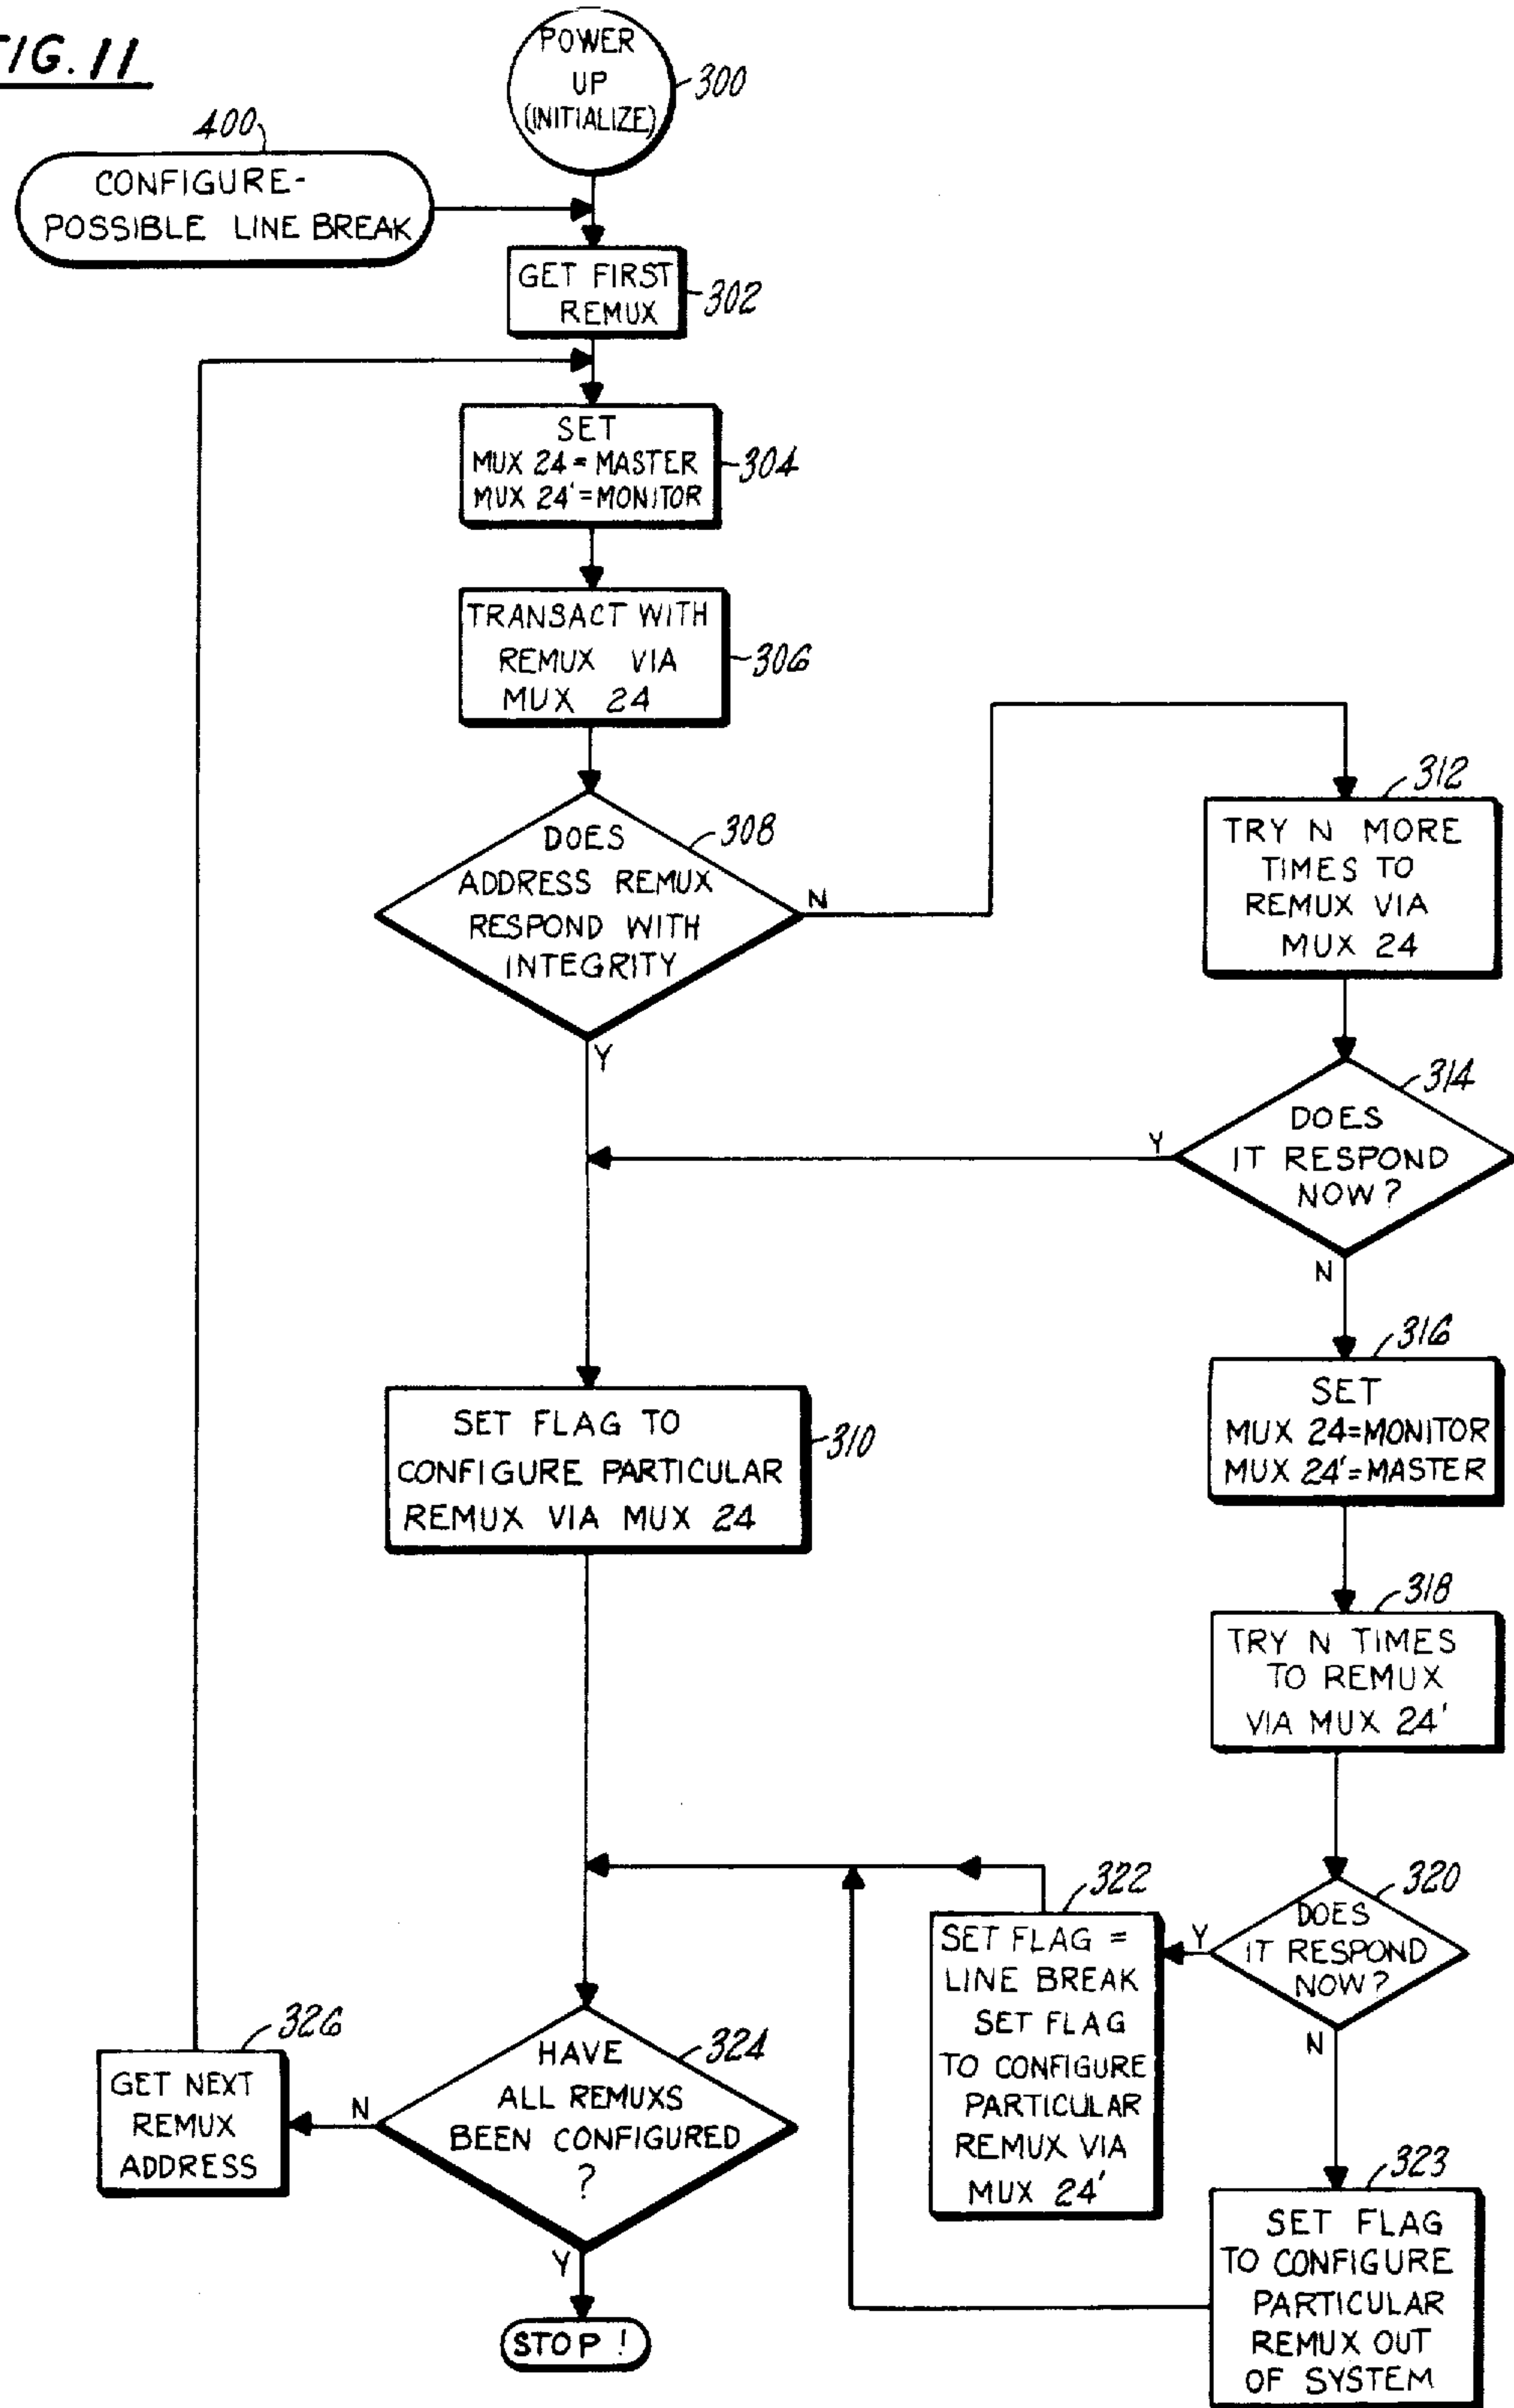 FIG. 11
POWER
UP
(INITIALIZE)
300
400
CONFIGURE-
POSSIBLE LINE BREAK
GET FIRST
REMUX
302
SET
MUX 24 = MASTER
MUX 24' = MONITOR
304
TRANSACT WITH
REMUX VIA
MUX 24
306
DOES
ADDRESS REMUX
RESPOND WITH
INTEGRITY
308
N
Y
312
TRY N MORE
TIMES TO
REMUX VIA
MUX 24
314
DOES
IT RESPOND
NOW?
Y
N
SET FLAG TO
CONFIGURE PARTICULAR
REMUX VIA MUX 24
310
316
SET
MUX 24=MONITOR
MUX 24'=MASTER
318
TRY N TIMES
TO REMUX
VIA MUX 24'
320
DOES
IT RESPOND
NOW?
Y
N
322
SET FLAG =
LINE BREAK
SET FLAG
TO CONFIGURE
PARTICULAR
REMUX VIA
MUX 24'
323
SET FLAG
TO CONFIGURE
PARTICULAR
REMUX OUT
OF SYSTEM
324
HAVE
ALL REMUXS
BEEN CONFIGURED
?
N
Y
326
GET NEXT
REMUX
ADDRESS
STOP !